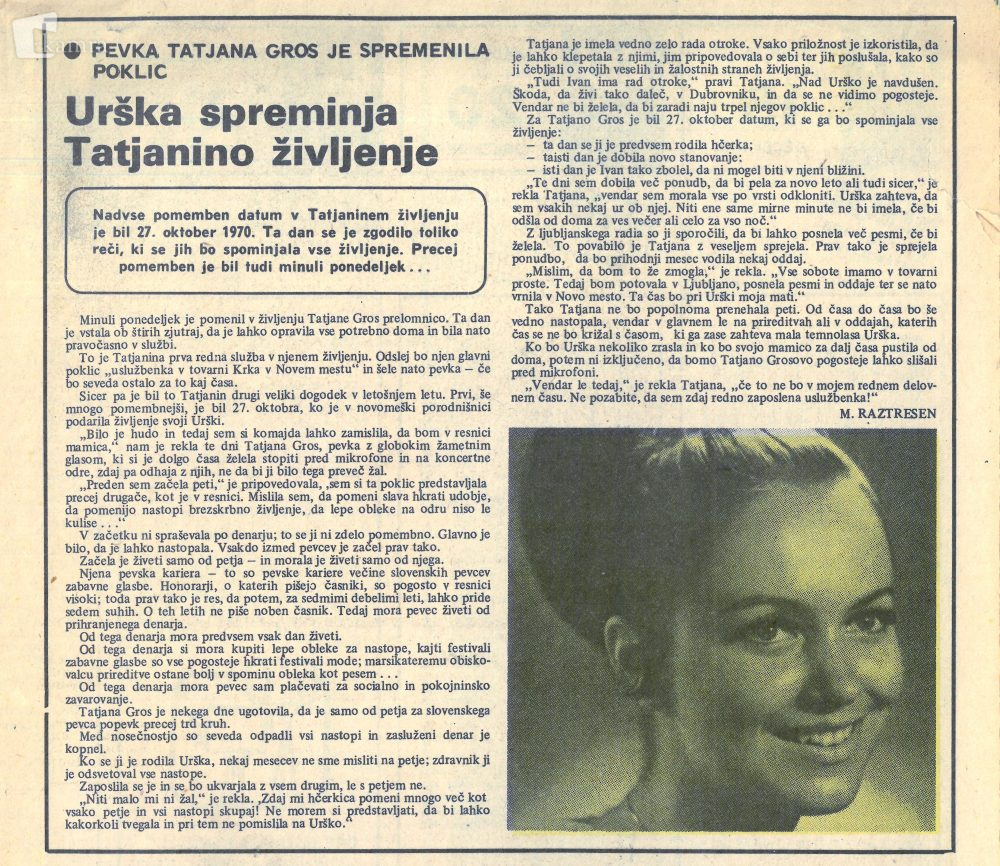 PEVKA TATJANA GROS JE SPREMENILA
POKLIC
Urška spreminja
Tatjanino življenje
Nadvse pomemben datum v Tatjaninem življenju
je bil 27. oktober 1970. Ta dan se je zgodilo toliko
reči, ki se jih bo spominjala vse življenje. Precej
pomemben je bil tudi minuli ponedeljek . . .
Minuli ponedeljek je pomenil v življenju Tatjane Gros prelomnico. Ta dan
je vstala ob štirih zjutraj, da je lahko opravila vse potrebno doma in bila nato
pravočasno v službi.
To je Tatjanina prva redna služba v njenem življenju. Odslej bo njen glavni
poklic „uslužbenka v tovarni Krka v Novem mestu“ in šele nato pevka – če
bo seveda ostalo za to kaj časa.
Sicer pa je bil to Tatjanin drugi veliki dogodek v letošnjem letu. Prvi, še
mnogo pomembnejši, je bil 27. oktobra, ko je v novomeški porodnišnici
podarila življenje svoji Urški.
„Bilo je hudo in tedaj sem si komajda lahko zamislila, da bom v resnici
mamica,“ nam je rekla te dni Tatjana Gros, pevka z globokim žametnim
glasom, ki si je dolgo časa želela stopiti pred mikrofone in na koncertne
odre, zdaj pa odhaja z njih, ne da bi ji bilo tega preveč žal.
„Preden sem začela peti,“ je pripovedovala, ‚sem si ta poklic predstavljala
precej drugače, kot je v resnici. Mislila sem, da pomeni slava hkrati udobje,
da pomenijo nastopi brezskrbno življenje, da lepe obleke na odru niso le
kulise . . .“
V začetku ni spraševala po denarju; to se ji ni zdelo pomembno. Glavno je
bilo, da je lahko nastopala. Vsakdo izmed pevcev je začel prav tako.
Začela je živeti samo od petja – in morala je živeti samo od njega.
Njena pevska kariera – to so pevske kariere večine slovenskih pevcev
zabavne glasbe. Honorarji, o katerih pišejo časniki, so pogosto v resnici
visoki; toda prav tako je res, da potem, za sedmimi debelimi leti, lahko pride
sedem suhih. O teh letih ne piše noben časnik. Tedaj mora pevec živeti od
prihranjenega denarja.
Od tega denarja mora predvsem vsak dan živeti.
Od tega denarja si mora kupiti lepe obleke za nastope, kajti festivali
zabavne glasbe so vse pogosteje hkrati festivali mode; marsikateremu obisko-
valcu prireditve ostane bolj v spominu obleka kot pesem . . .
Od tega denarja mora pevec sam plačevati za socialno in pokojninsko
zavarovanje.
Tatjana Gros je nekega dne ugotovila, da je samo od petja za slovenskega
pevca popevk precej trd kruh.
Med nosečnostjo so seveda odpadli vsi nastopi in zasluženi denar je
kopnel.
Ko se ji je rodila Urška, nekaj mesecev ne sme misliti na petje; zdravnik ji
je odsvetoval vse nastope.
Zaposlila se je in se bo ukvarjala z vsem drugim, le s petjem ne.
„Niti malo mi ni žal,“ je rekla. ‚Zdaj mi hčerkica pomeni mnogo več kot
vsako petje in vsi nastopi skupaj! Ne morem si predstavljati, da bi lahko
kakorkoli tvegala in pri tem ne pomislila na Urško.“
Tatjana je imela vedno zelo rada otroke. Vsako priložnost je izkoristila, da
je lahko klepetala z njimi, jim pripovedovala o sebi ter jih poslušala, kako so
ji čebljali o svojih veselih in žalostnih straneh življenja.
„Tudi Ivan ima rad otroke,“ pravi Tatjana. „Nad Urško je navdušen.
Škoda, da živi tako daleč, v Dubrovniku, in da se ne vidimo pogosteje.
Vendar ne bi želela, da bi zaradi naju trpel njegov poklic . . .“
Za Tatjano Gros je bil 27. oktober datum, ki se ga bo spominjala vse
življenje:
– ta dan se ji je predvsem rodila hčerka;
– taisti dan je dobila novo stanovanje:
– isti dan je Ivan tako zbolel, da ni mogel biti v njeni bližini.
„Te dni sem dobila več ponudb, da bi pela za novo leto ali tudi sicer,“ je
rekla Tatjana, „vendar sem morala vse po vrsti odkloniti. Urška zahteva, da
sem vsakih nekaj ur ob njej. Niti ene same mirne minute ne bi imela, če bi
odšla od doma za ves večer ali celo za vso noč.“
Z ljubljanskega radia so ji sporočili, da bi lahko posnela več pesmi, če bi
želela. To povabilo je Tatjana z veseljem sprejela. Prav tako je sprejela
ponudbo, da bo prihodnji mesec vodila nekaj oddaj.
„Mislim, da bom to že zmogla,“ je rekla. „Vse sobote imamo v tovarni
proste. Tedaj bom potovala v Ljubljano, posnela pesmi in oddaje ter se nato
vrnila v Novo mesto. Ta čas bo pri Urški moja mati.“
Tako Tatjana ne bo popolnoma prenehala peti. Od časa do časa bo še
vedno nastopala, vendar v glavnem le na prireditvah ali v oddajah, katerih
čas se ne bo križal s časom, ki ga zase zahteva mala temnolasa Urška.
Ko bo Urška nekoliko zrasla in ko bo svojo mamico za dalj časa pustila od
doma, potem ni izključeno, da bomo Tatjano Grosovo pogosteje lahko slišali
pred mikrofoni.
„Vendar le tedaj,“ je rekla Tatjana, „če to ne bo v mojem rednem delov-
nem času. Ne pozabite, da sem zdaj redno zaposlena uslužbenka!“
M. RAZTRESEN